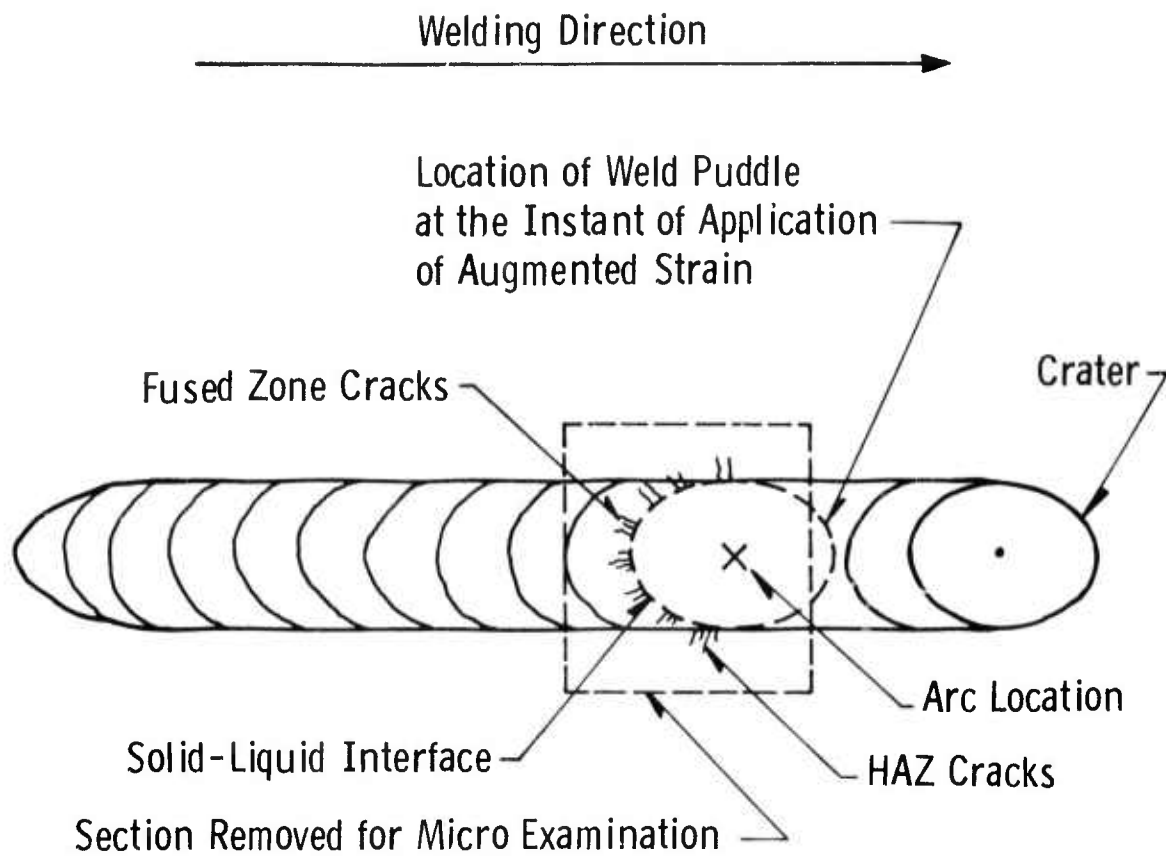 Welding Direction
Location of Weld Puddle
at the Instant of Application
of Augmented Strain
Fused Zone Cracks
Crater
Arc Location
Solid-Liquid Interface
HAZ Cracks
Section Removed for Micro Examination